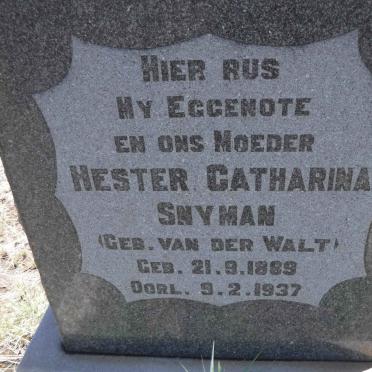 HIER RUS
MY EGGENOTE
EN ONS MOEDER
HESTER CATHARINA
SNYMAN
(GEB. VAN DER WALT)
GEB. 21.9.1889
OORL. 9.2.1937